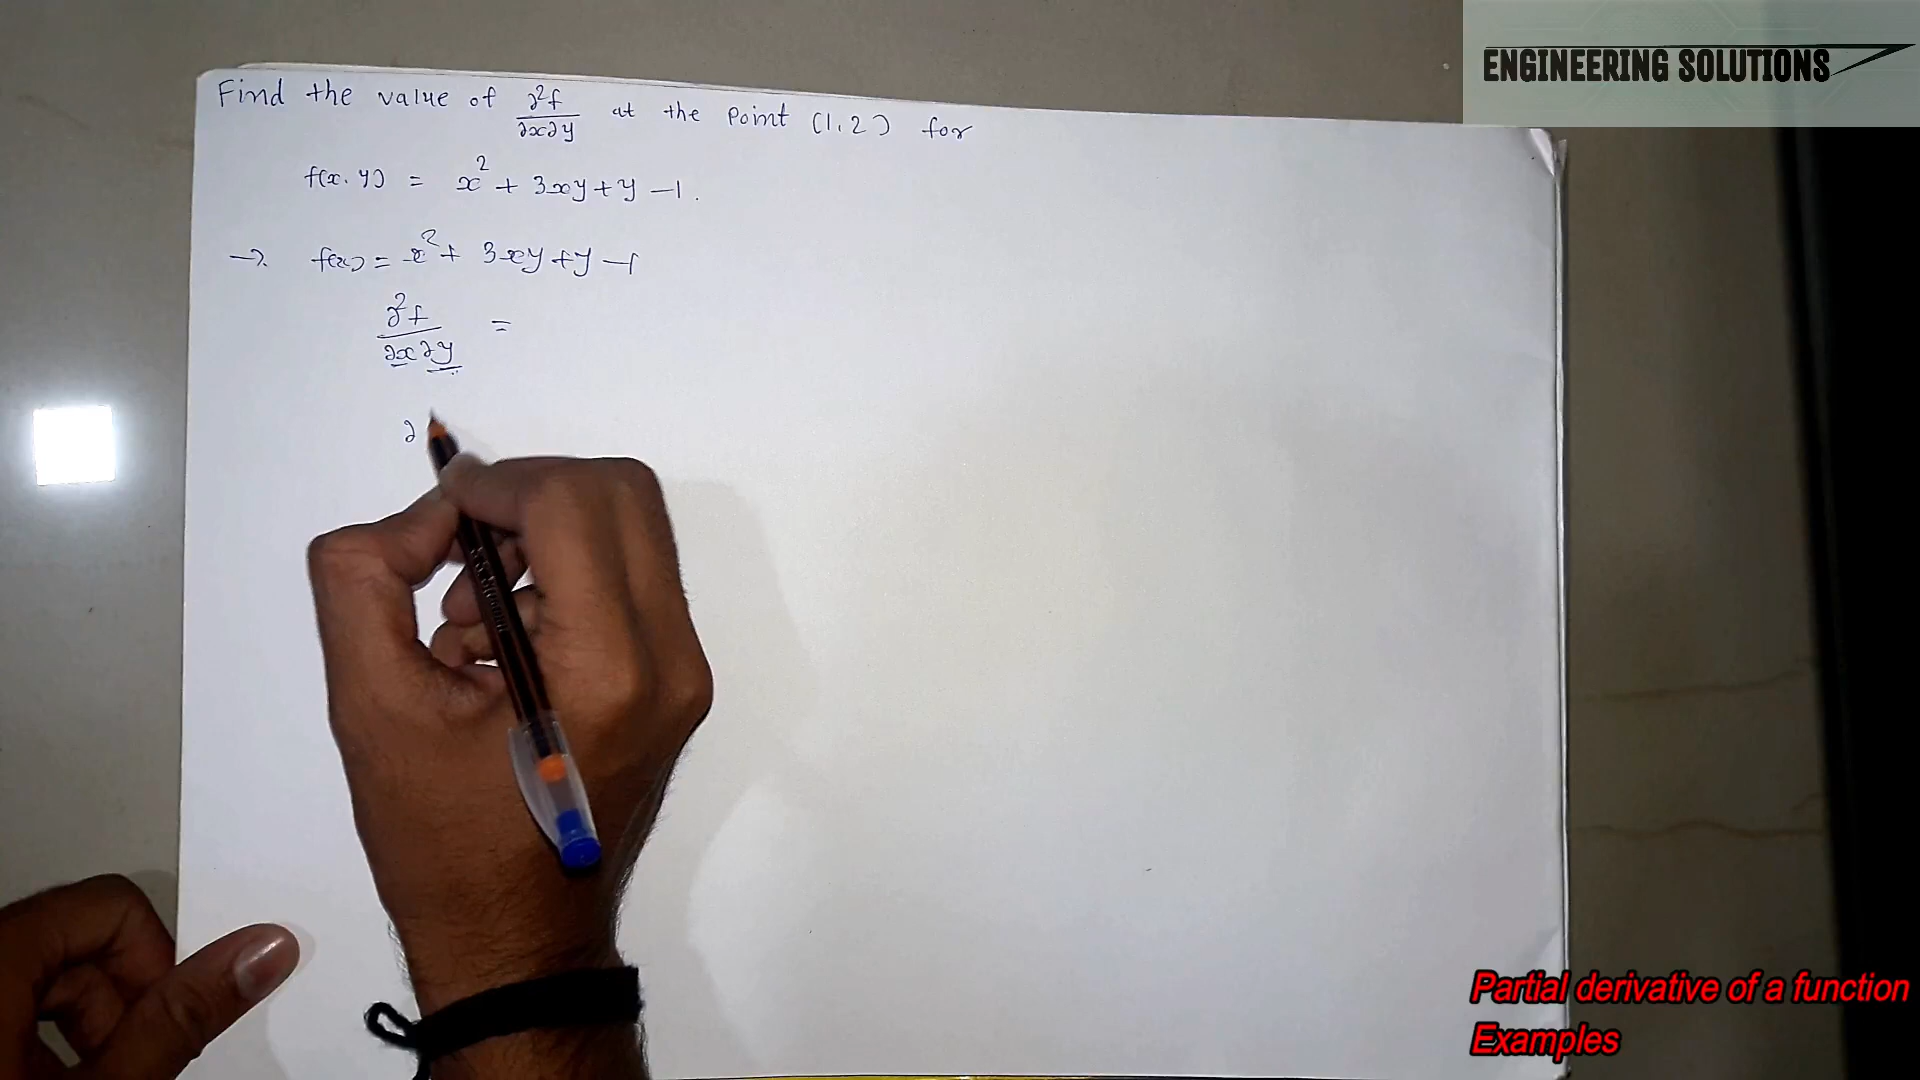 ENGINEERING SOLUTIONS
Find the value of ∂²f/∂x∂y at the point (1,2) for
f(x,y) = x² + 3xy + y - 1.
→ f(x) = x² + 3xy + y - 1
∂²f/∂x∂y =
∂
Partial derivative of a function
Examples